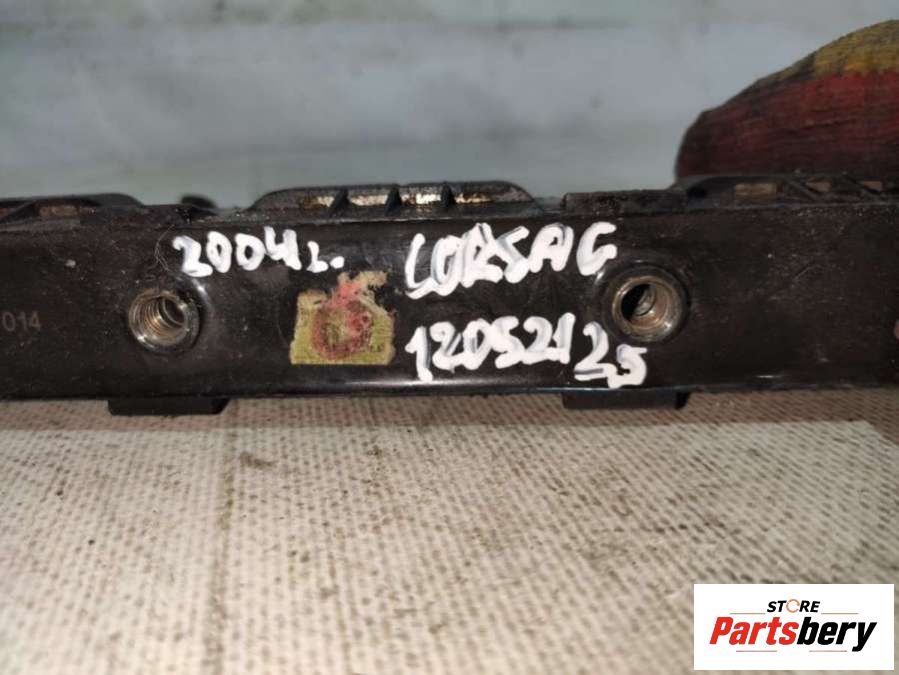 2004г. CORSA C
014
12052125
STORE
Partsbery